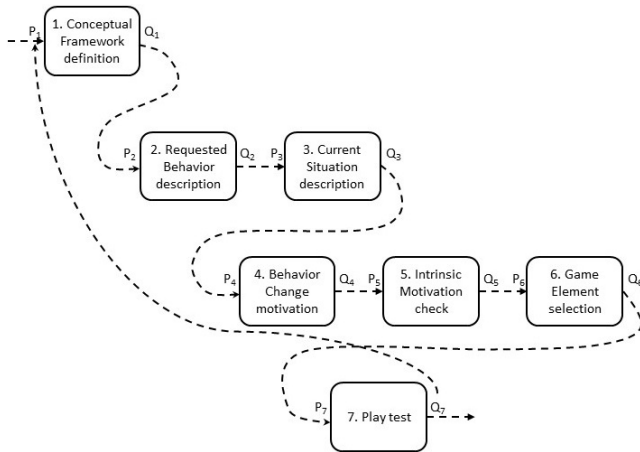 P1
1. Conceptual
Framework
definition
Q1
P2
2. Requested
Behavior
description
Q2
P3
3. Current
Situation
description
Q3
P4
4. Behavior
Change
motivation
Q4
P5
5. Intrinsic
Motivation
check
Q5
P6
6. Game
Element
selection
Q6
P7
7. Play test
Q7